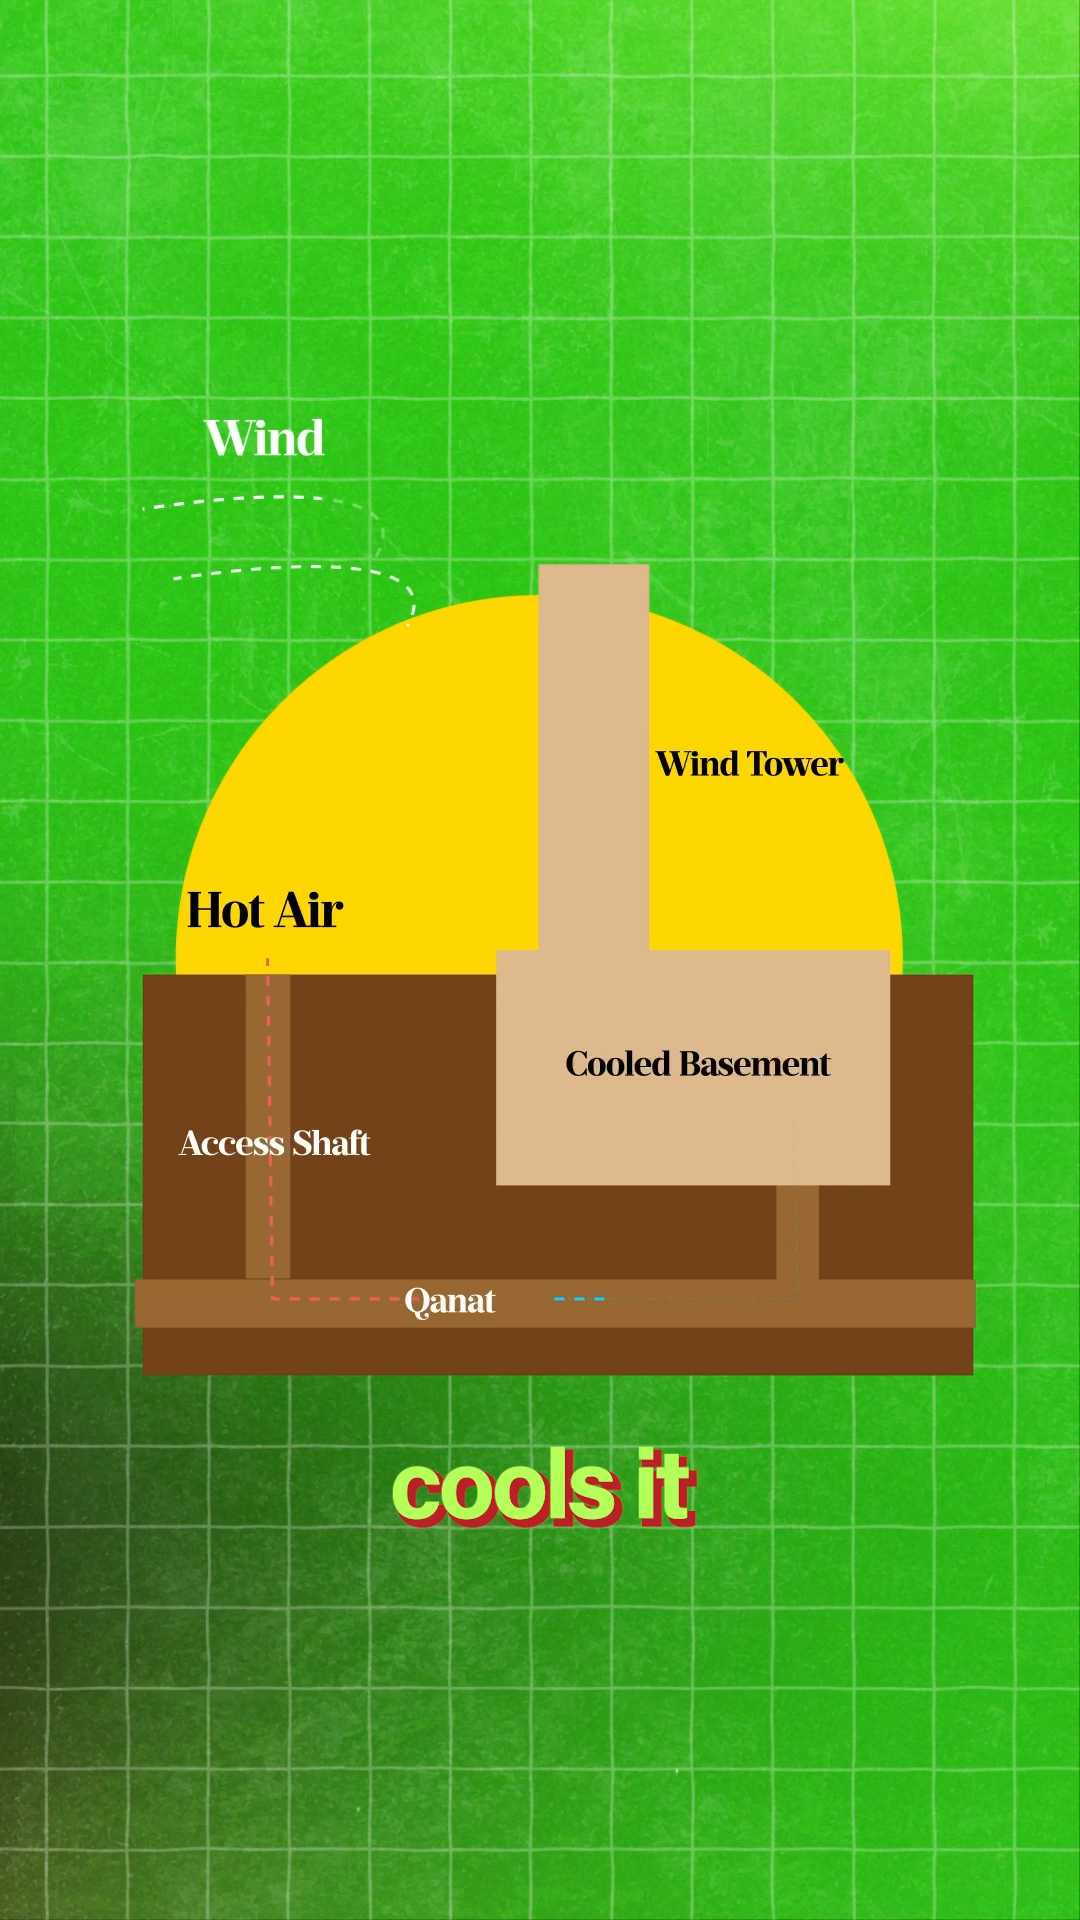 Wind
Wind Tower
Hot Air
Cooled Basement
Access Shaft
Qanat
cools it